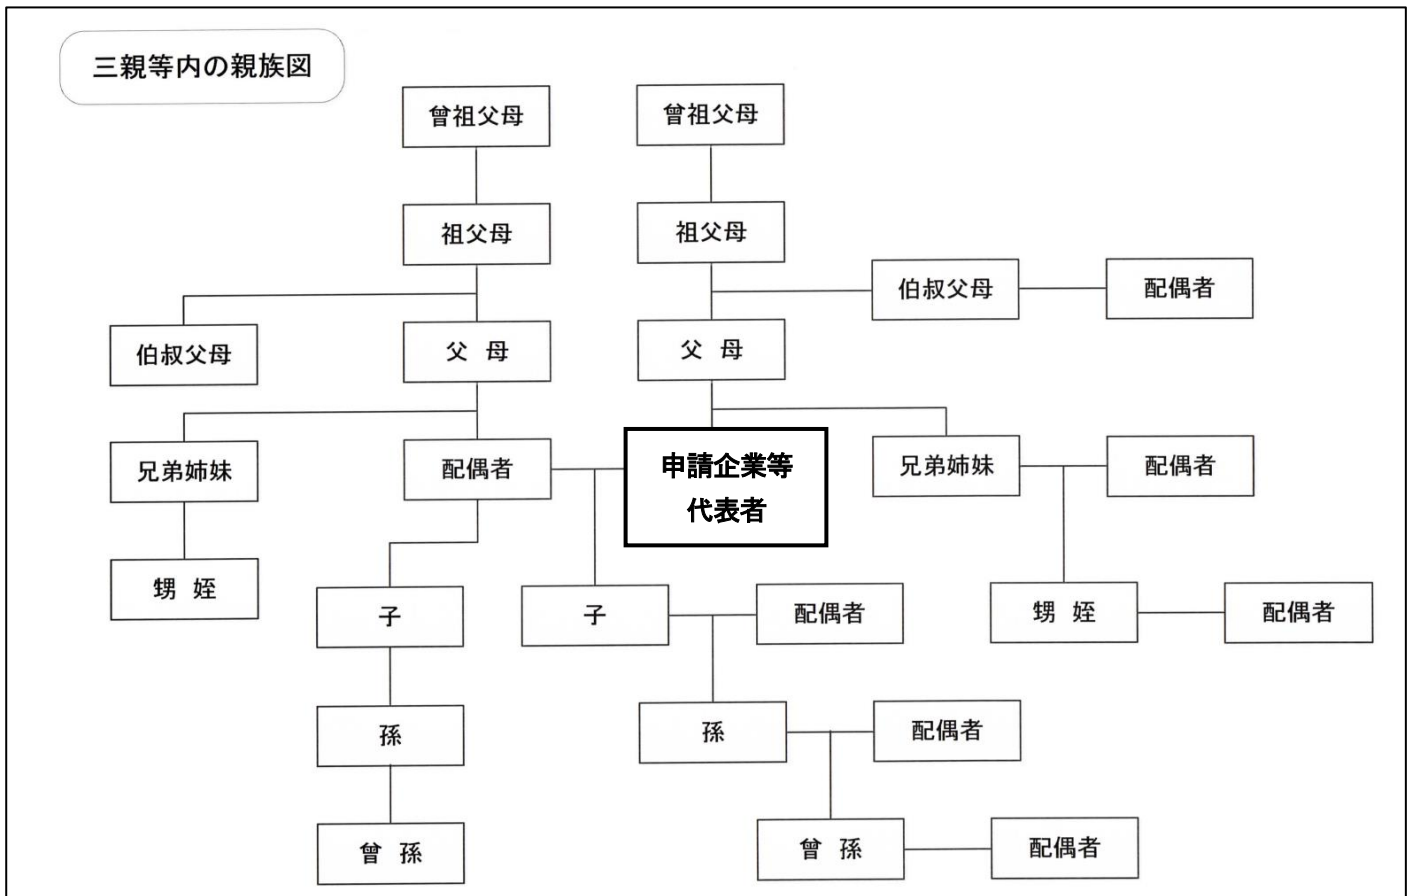 三親等内の親族図
曾祖父母
曾祖父母
祖父母
祖父母
伯叔父母
配偶者
伯叔父母
父 母
父 母
兄弟姉妹
配偶者
申請企業等
代表者
兄弟姉妹
配偶者
甥 姪
子
子
配偶者
甥 姪
配偶者
孫
孫
配偶者
曾 孫
曾 孫
配偶者